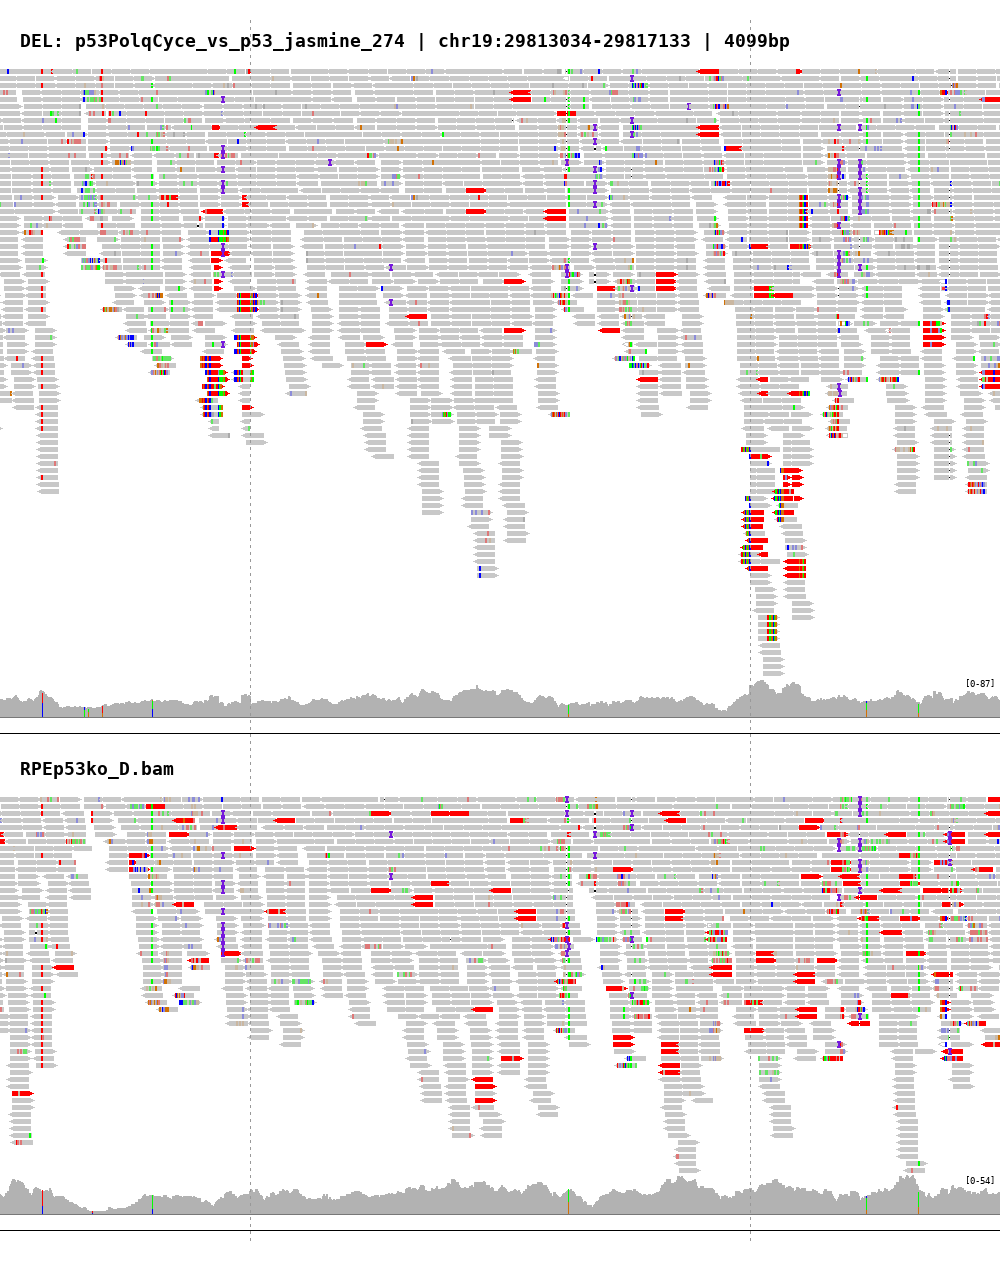 DEL: p53PolqCyce_vs_p53_jasmine_274 | chr19:29813034-29817133 | 4099bp
[0-87]
RPEp53ko_D.bam
[0-54]